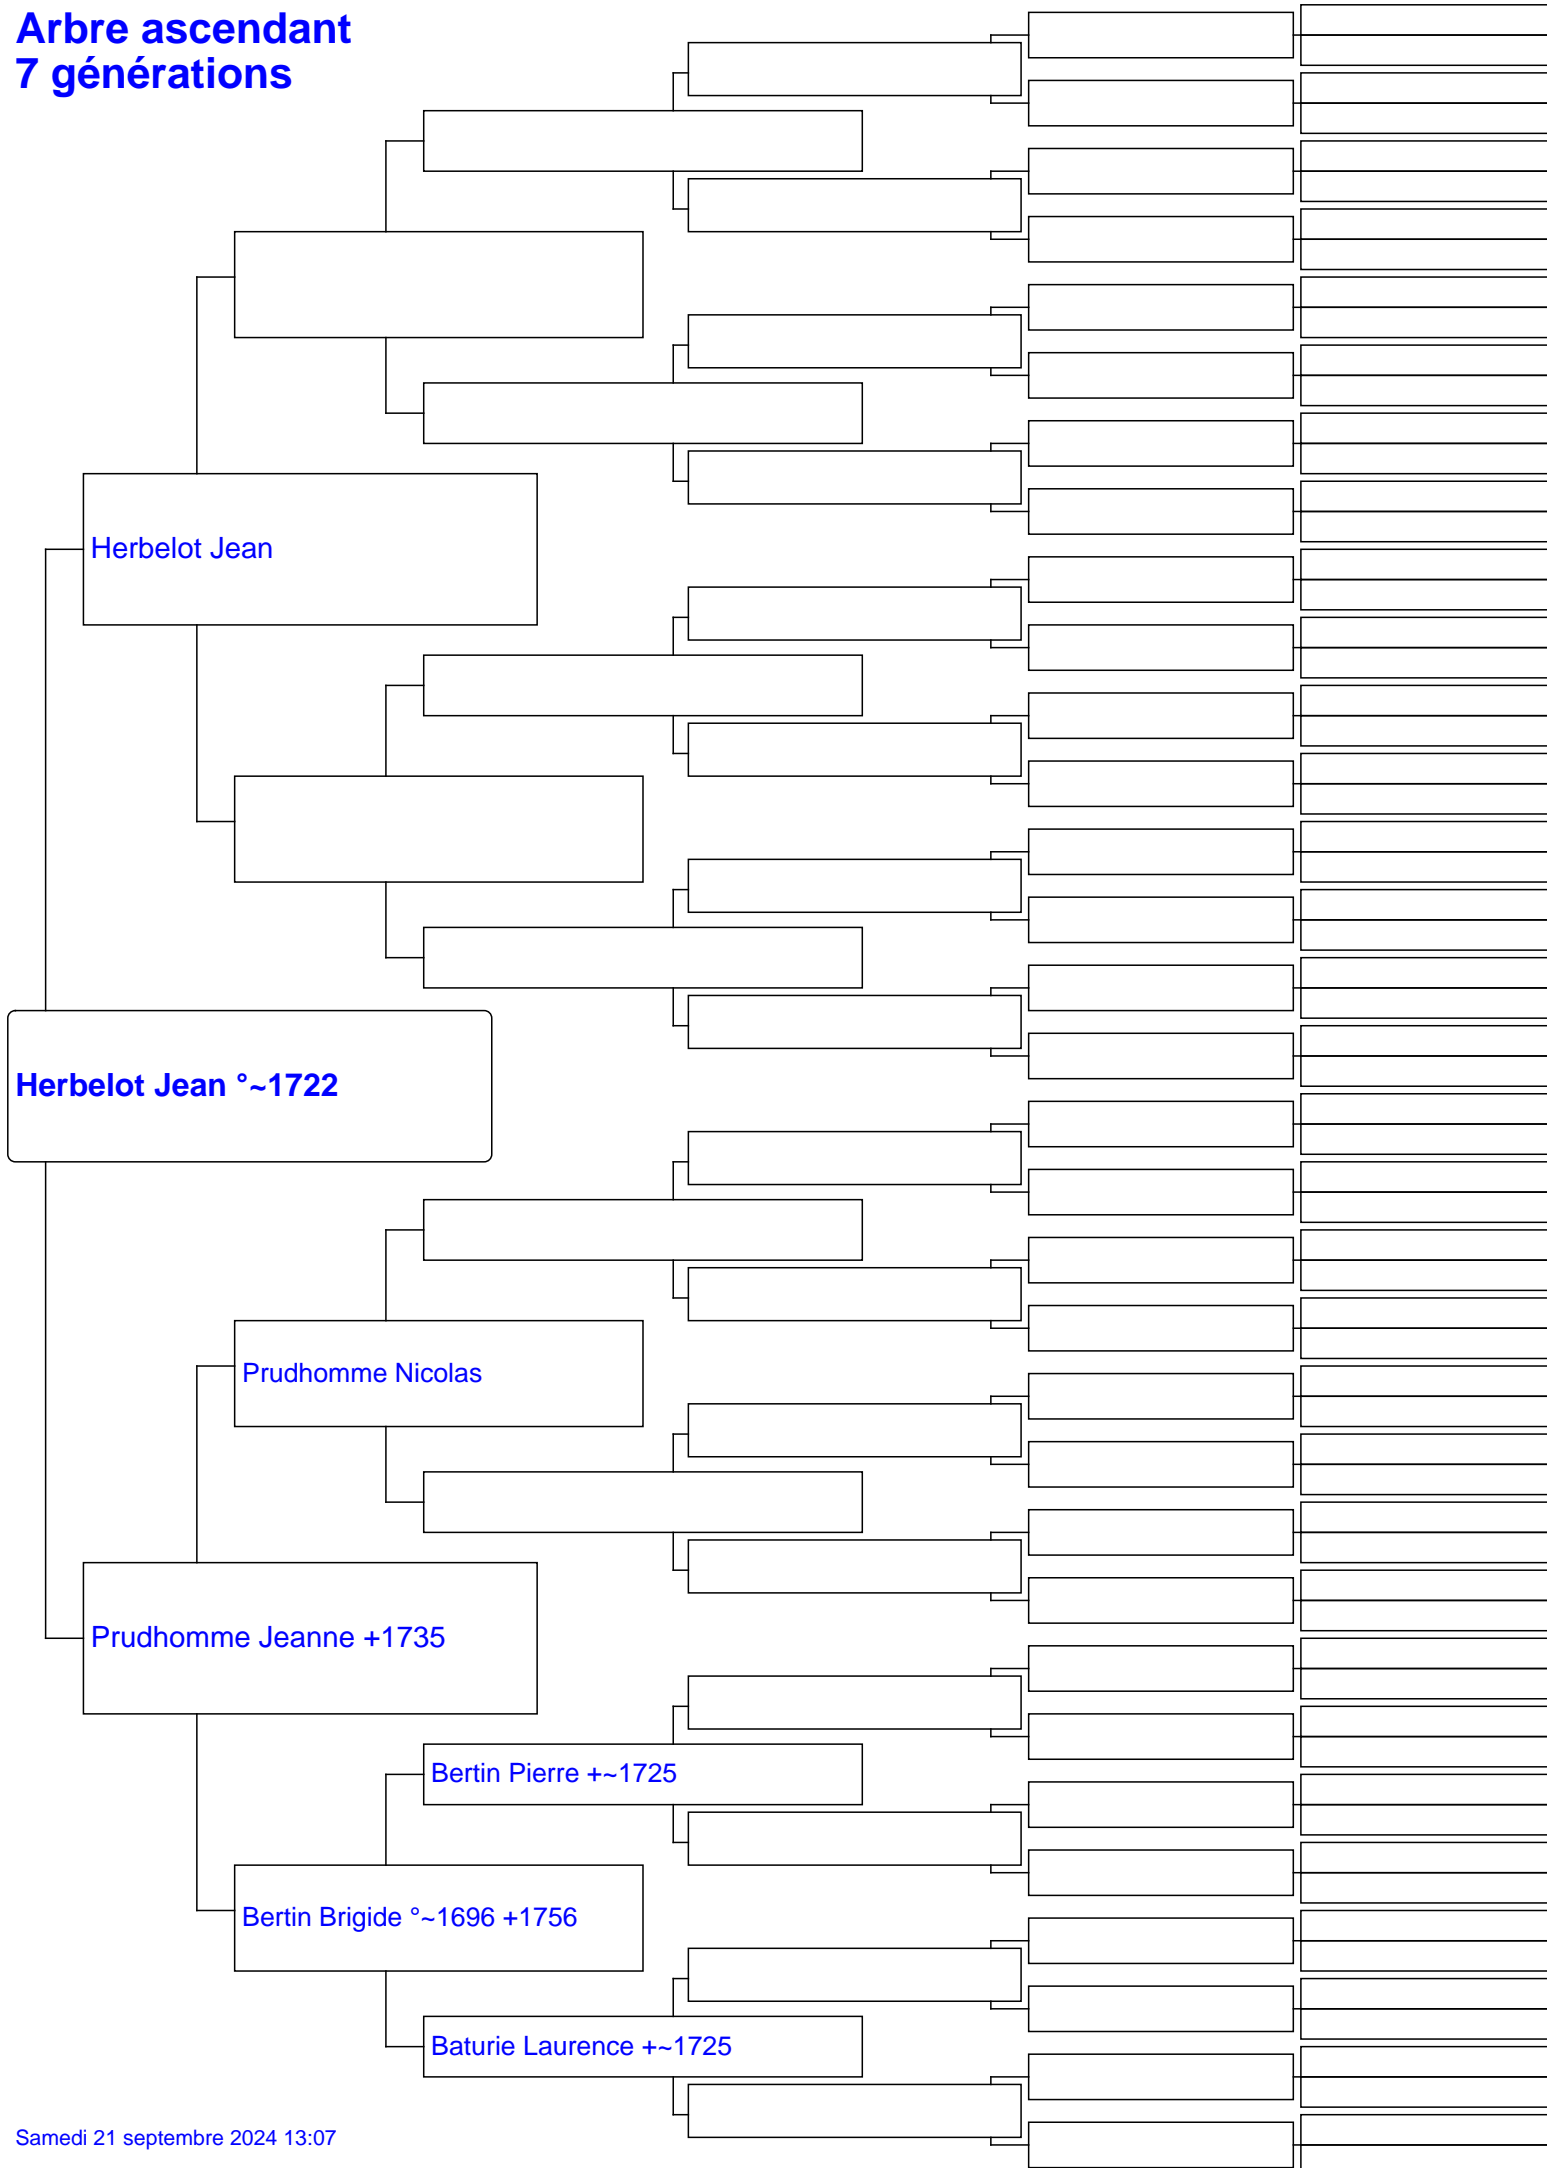 Arbre ascendant
7 générations
Herbelot Jean
Herbelot Jean °~1722
Prudhomme Nicolas
Prudhomme Jeanne +1735
Bertin Pierre +~1725
Bertin Brigide °~1696 +1756
Baturie Laurence +~1725
Samedi 21 septembre 2024 13:07